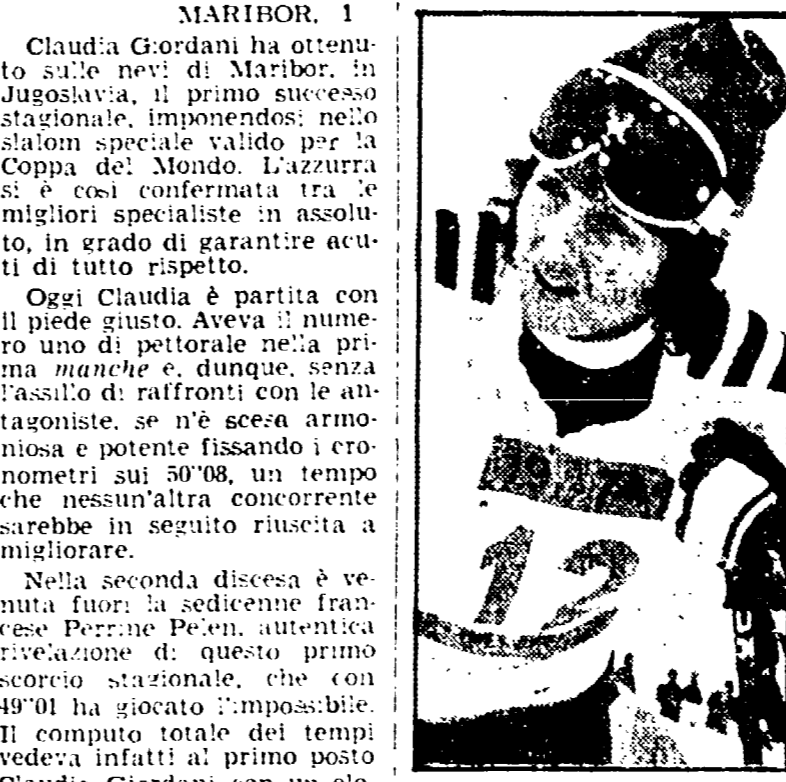 MARIBOR, 1
Claudia Giordani ha ottenu-
to sulle nevi di Maribor, in
Jugoslavia, il primo successo
stagionale, imponendosi nello
slalom speciale valido per la
Coppa del Mondo. L'azzurra
si è così confermata tra le
migliori specialiste in assolu-
to, in grado di garantire acu-
ti di tutto rispetto.
Oggi Claudia è partita con
il piede giusto. Aveva il nume-
ro uno di pettorale nella pri-
ma manche e, dunque, senza
l'assillo di raffronti con le an-
tagoniste, se n'è scesa armo-
niosa e potente fissando i cro-
nometri sui 50"08, un tempo
che nessun'altra concorrente
sarebbe in seguito riuscita a
migliorare.
Nella seconda discesa è ve-
nuta fuori la sedicenne fran-
cese Perrine Pelen, autentica
rivelazione di questo primo
scorcio stagionale, che con
49"01 ha giocato l'impossibile.
Il computo totale dei tempi
vedeva infatti al primo posto
Claudia Giordani con un
12